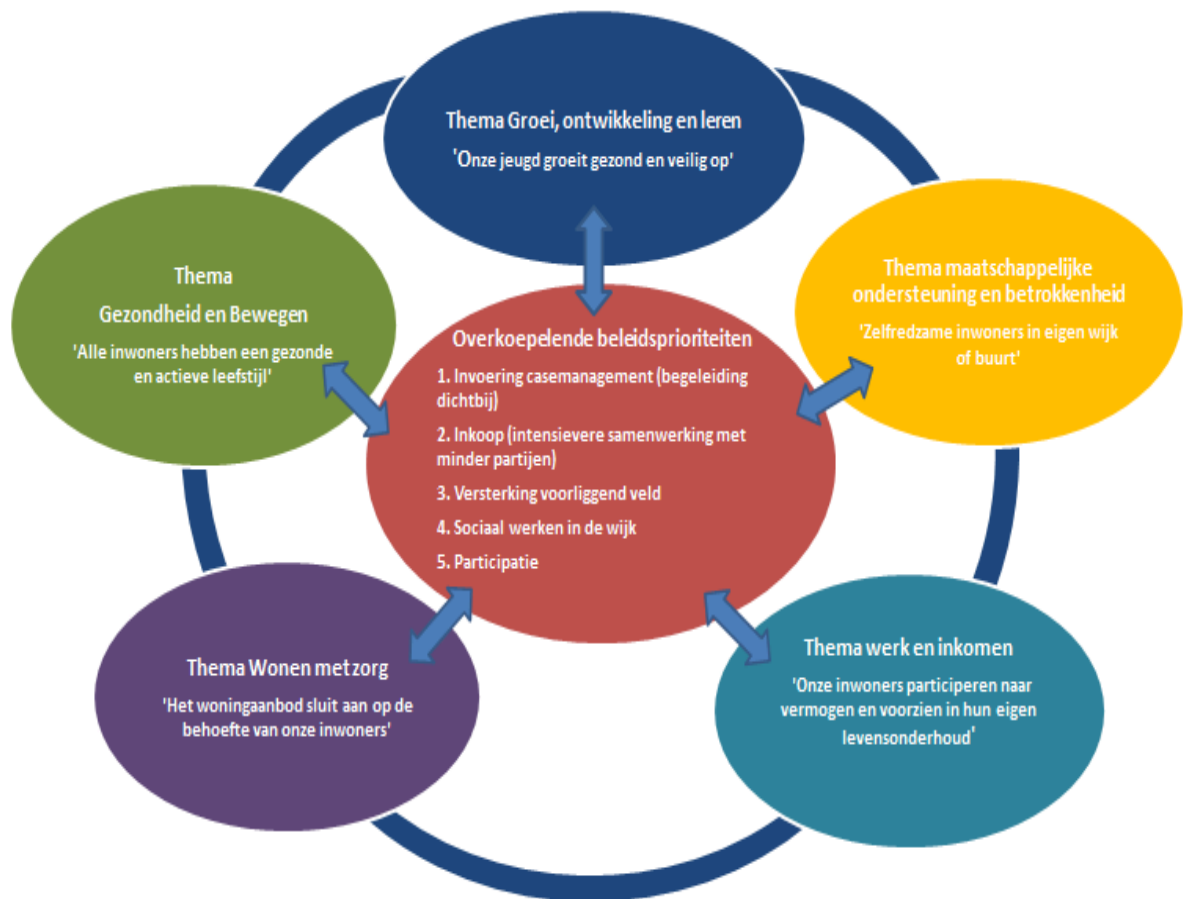 Thema Groei, ontwikkeling en leren
'Onze jeugd groeit gezond en veilig op'
Thema
Gezondheid en Bewegen
'Alle inwoners hebben een gezonde
en actieve leefstijl'
Thema maatschappelijke
ondersteuning en betrokkenheid
'Zelfredzame inwoners in eigen wijk
of buurt'
Overkoepelende beleidsprioriteiten
1. Invoering casemanagement (begeleiding
dichtbij)
2. Inkoop (intensievere samenwerking met
minder partijen)
3. Versterking voorliggend veld
4. Sociaal werken in de wijk
5. Participatie
Thema Wonen met zorg
'Het woningaanbod sluit aan op de
behoefte van onze inwoners'
Thema werk en inkomen
'Onze inwoners participeren naar
vermogen en voorzien in hun eigen
levensonderhoud'